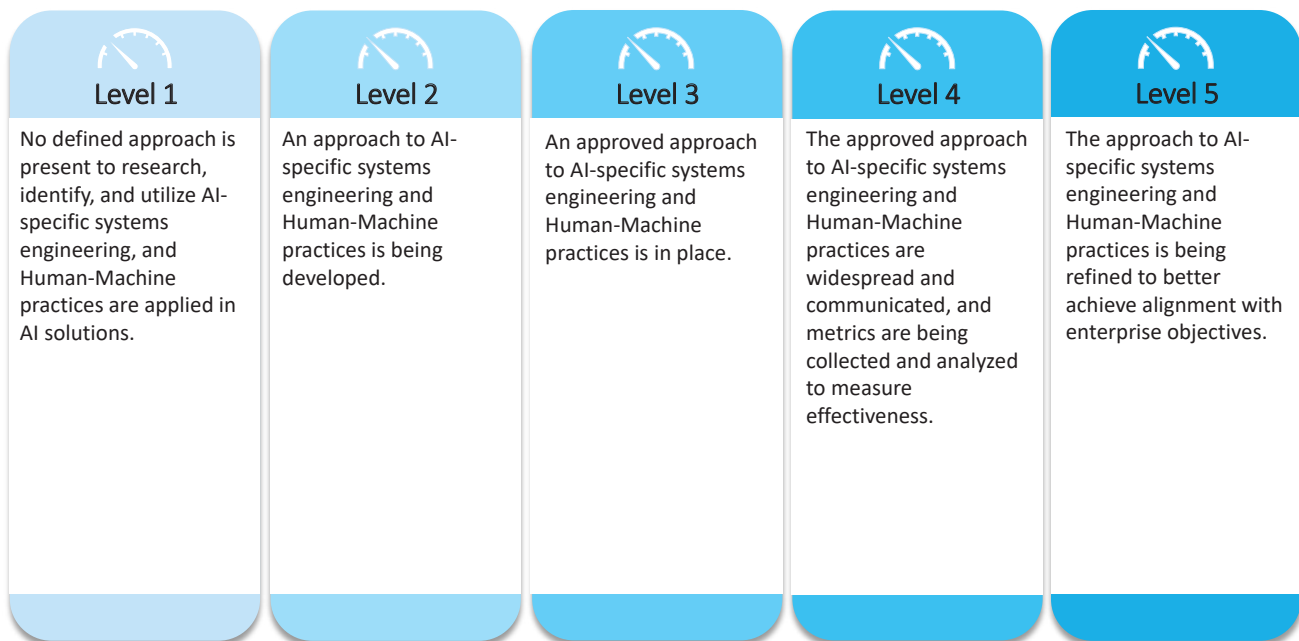 Level 1
No defined approach is
present to research,
identify, and utilize AI-
specific systems
engineering, and
Human-Machine
practices are applied in
AI solutions.
Level 2
An approach to AI-
specific systems
engineering and
Human-Machine
practices is being
developed.
Level 3
An approved approach
to AI-specific systems
engineering and
Human-Machine
practices is in place.
Level 4
The approved approach
to AI-specific systems
engineering and
Human-Machine
practices are
widespread and
communicated, and
metrics are being
collected and analyzed
to measure
effectiveness.
Level 5
The approach to AI-
specific systems
engineering and
Human-Machine
practices is being
refined to better
achieve alignment with
enterprise objectives.